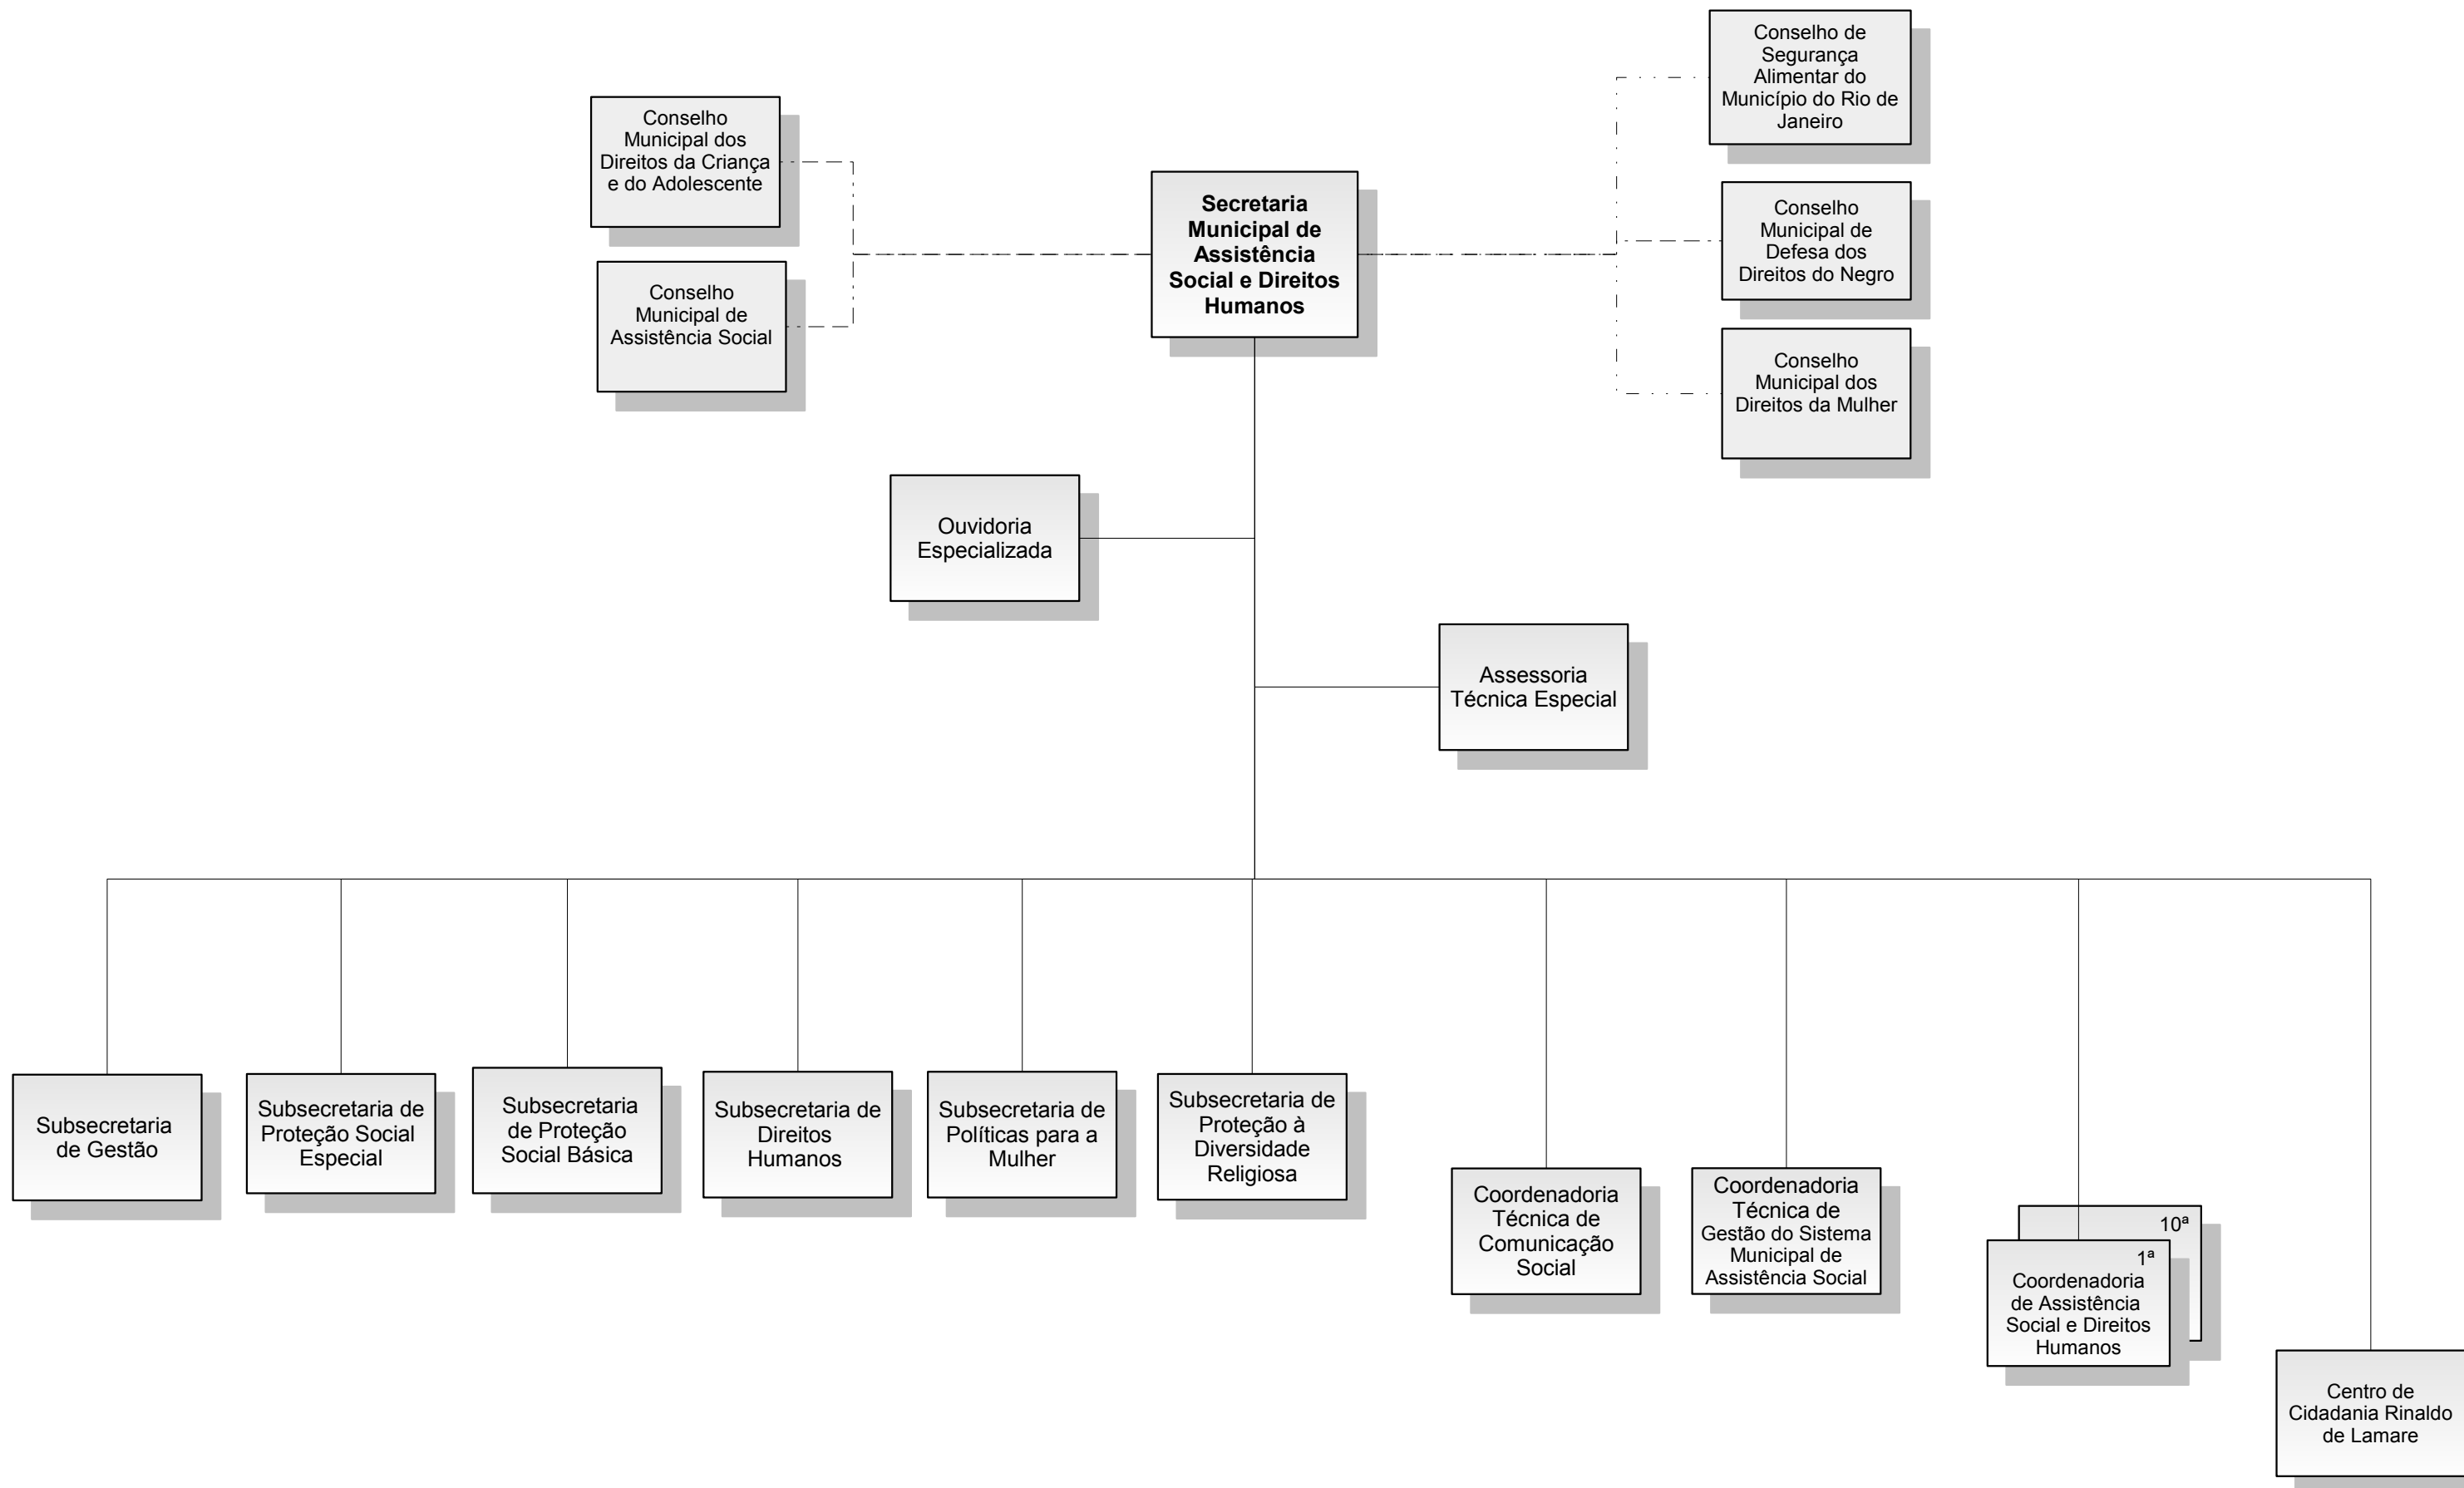 Conselho de
Segurança
Alimentar do
Município do Rio de
Janeiro
Conselho
Municipal dos
Direitos da Criança
e do Adolescente
Secretaria
Municipal de
Assistência
Social e Direitos
Humanos
Conselho
Municipal de
Defesa dos
Direitos do Negro
Conselho
Municipal de
Assistência Social
Conselho
Municipal dos
Direitos da Mulher
Ouvidoria
Especializada
Assessoria
Técnica Especial
Subsecretaria
de Gestão
Subsecretaria de
Proteção Social
Especial
Subsecretaria
de Proteção
Social Básica
Subsecretaria de
Direitos
Humanos
Subsecretaria de
Políticas para a
Mulher
Subsecretaria de
Proteção à
Diversidade
Religiosa
Coordenadoria
Técnica de
Comunicação
Social
Coordenadoria
Técnica de
Gestão do Sistema
Municipal de
Assistência Social
10ª
1ª
Coordenadoria
de Assistência
Social e Direitos
Humanos
Centro de
Cidadania Rinaldo
de Lamare